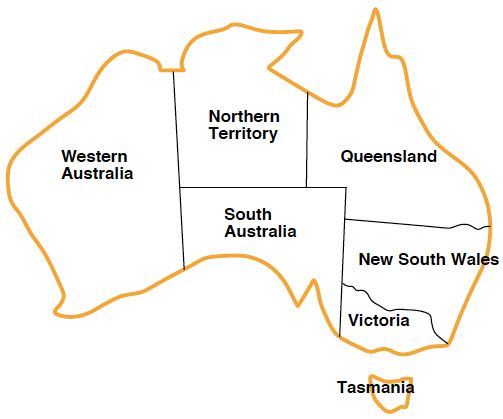 Northern
Territory
Western
Australia
Queensland
South
Australia
New South Wales
Victoria
Tasmania